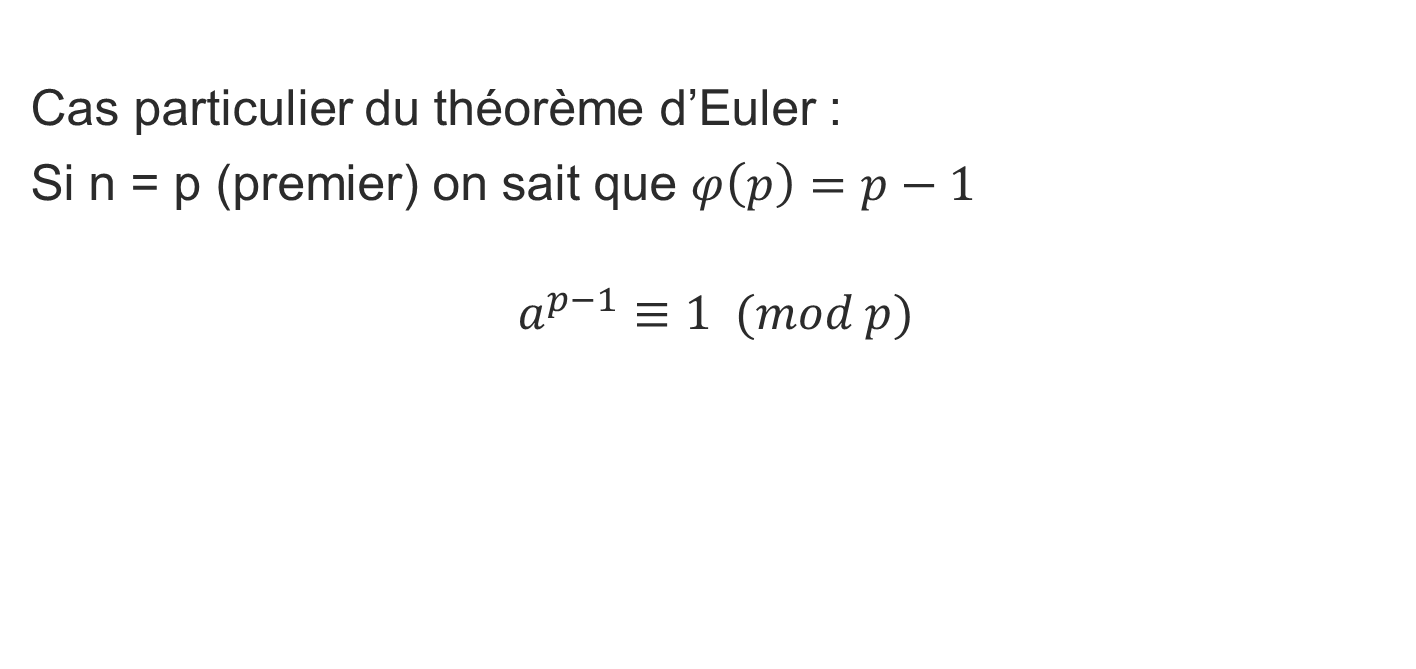 Cas particulier du théorème d’Euler :
Si n = p (premier) on sait que 𝜑(𝑝) = 𝑝 − 1
𝑎^{𝑝−1} ≡ 1 (𝑚𝑜𝑑 𝑝)